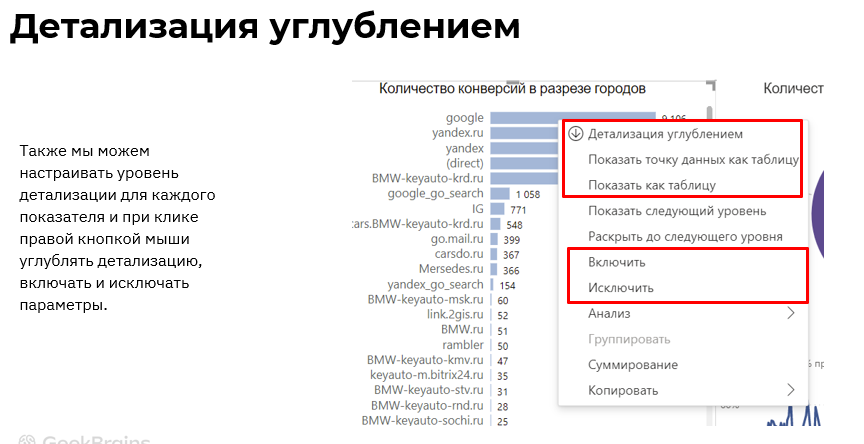 Детализация углублением
Также мы можем
настраивать уровень
детализации для каждого
показателя и при клике
правой кнопкой мыши
углублять детализацию,
включать и исключать
параметры.
Количество конверсий в разрезе городов
google
yandex.ru
yandex
(direct)
BMW-keyauto-krd.ru
google_go_search 1 058
IG 771
cars.BMW-keyauto-krd.ru 548
go.mail.ru 399
carsdo.ru 367
Mersedes.ru 366
yandex_go_search 154
BMW-keyauto-msk.ru 60
link.2gis.ru 52
BMW.ru 51
rambler 50
BMW-keyauto-kmv.ru 47
keyauto-m.bitrix24.ru 35
BMW-keyauto-stv.ru 31
BMW-keyauto-rnd.ru 28
BMW-keyauto-sochi.ru 25
Детализация углублением
Показать точку данных как таблицу
Показать как таблицу
Показать следующий уровень
Раскрыть до следующего уровня
Включить
Исключить
Анализ
Группировать
Суммирование
Копировать
Количест
GeekBrains